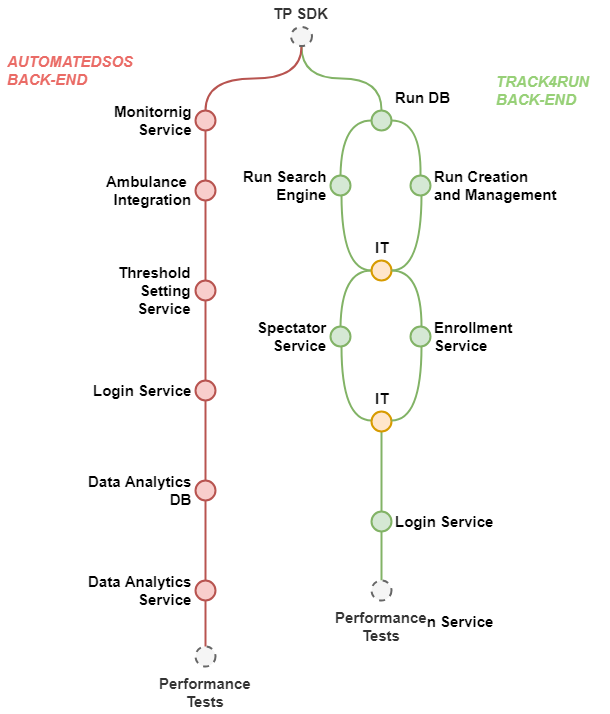 TP SDK
AUTOMATEDSOS
BACK-END
TRACK4RUN
BACK-END
Run DB
Monitornig
Service
Run Search
Engine
Run Creation
and Management
Ambulance
Integration
IT
Threshold
Setting
Service
Spectator
Service
Enrollment
Service
Login Service
IT
Data Analytics
DB
Login Service
Data Analytics
Service
Performance
Tests
n Service
Performance
Tests